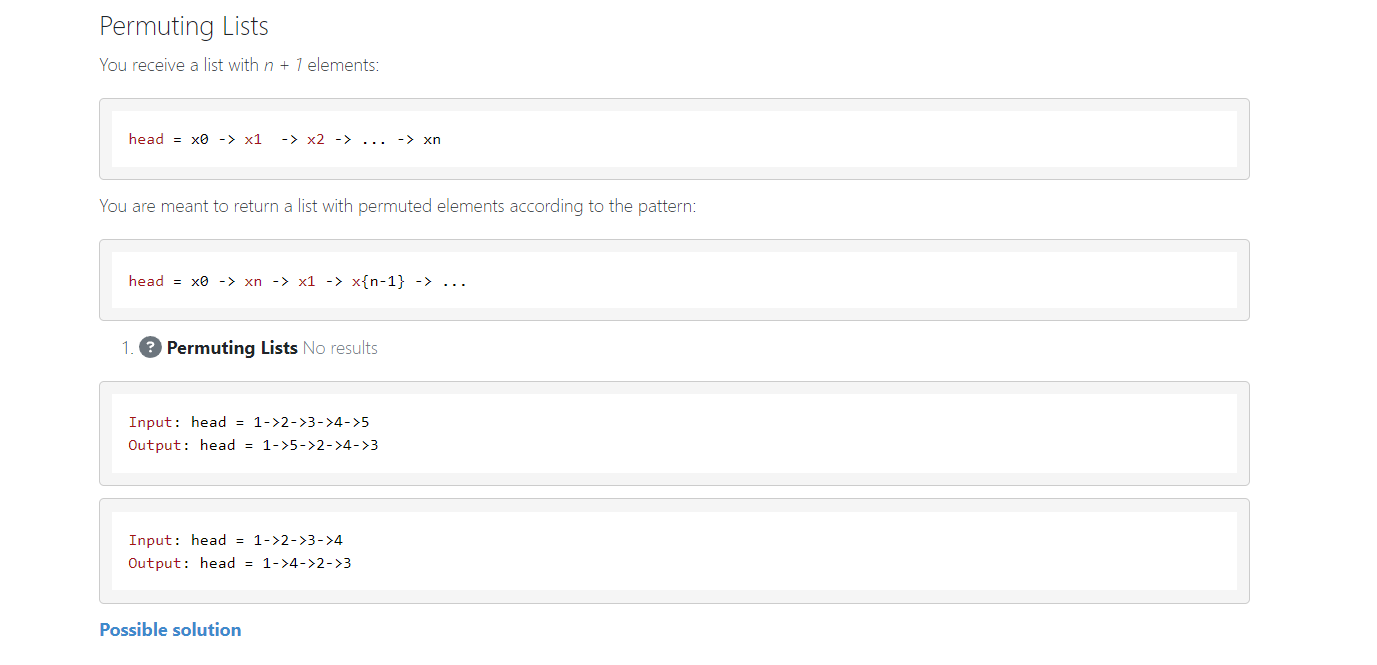 Permuting Lists
You receive a list with n + 1 elements:
head = x0 -> x1  -> x2 -> ... -> xn
You are meant to return a list with permuted elements according to the pattern:
head = x0 -> xn -> x1 -> x{n-1} -> ...
1. ? Permuting Lists No results
Input: head = 1->2->3->4->5
Output: head = 1->5->2->4->3
Input: head = 1->2->3->4
Output: head = 1->4->2->3
Possible solution